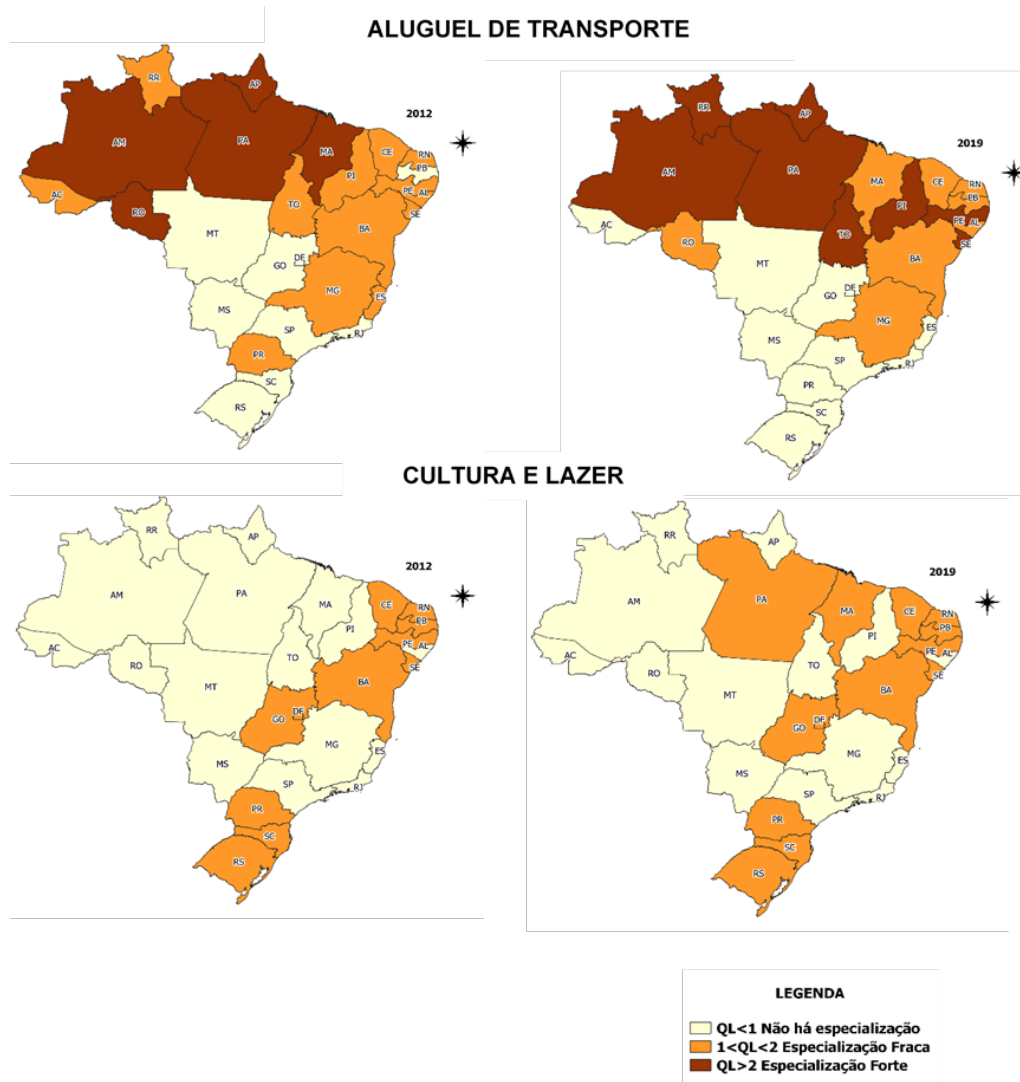 ALUGUEL DE TRANSPORTE
2012
RR
AP
AM
PA
MA
CE
RN
PB
PI
PE
AL
SE
AC
RO
TO
BA
MT
GO
DF
MG
ES
MS
SP
RJ
PR
SC
RS
2019
RR
AP
AM
PA
MA
CE
RN
PB
PI
PE
AL
SE
AC
RO
TO
BA
MT
GO
DF
MG
ES
MS
SP
RJ
PR
SC
RS
CULTURA E LAZER
2012
RR
AP
AM
PA
MA
CE
RN
PB
PI
PE
AL
SE
AC
RO
TO
BA
MT
GO
DF
MG
ES
MS
SP
RJ
PR
SC
RS
2019
RR
AP
AM
PA
MA
CE
RN
PB
PI
PE
AL
SE
AC
RO
TO
BA
MT
GO
DF
MG
ES
MS
SP
RJ
PR
SC
RS
LEGENDA
QL<1 Não há especialização
1<QL<2 Especialização Fraca
QL>2 Especialização Forte